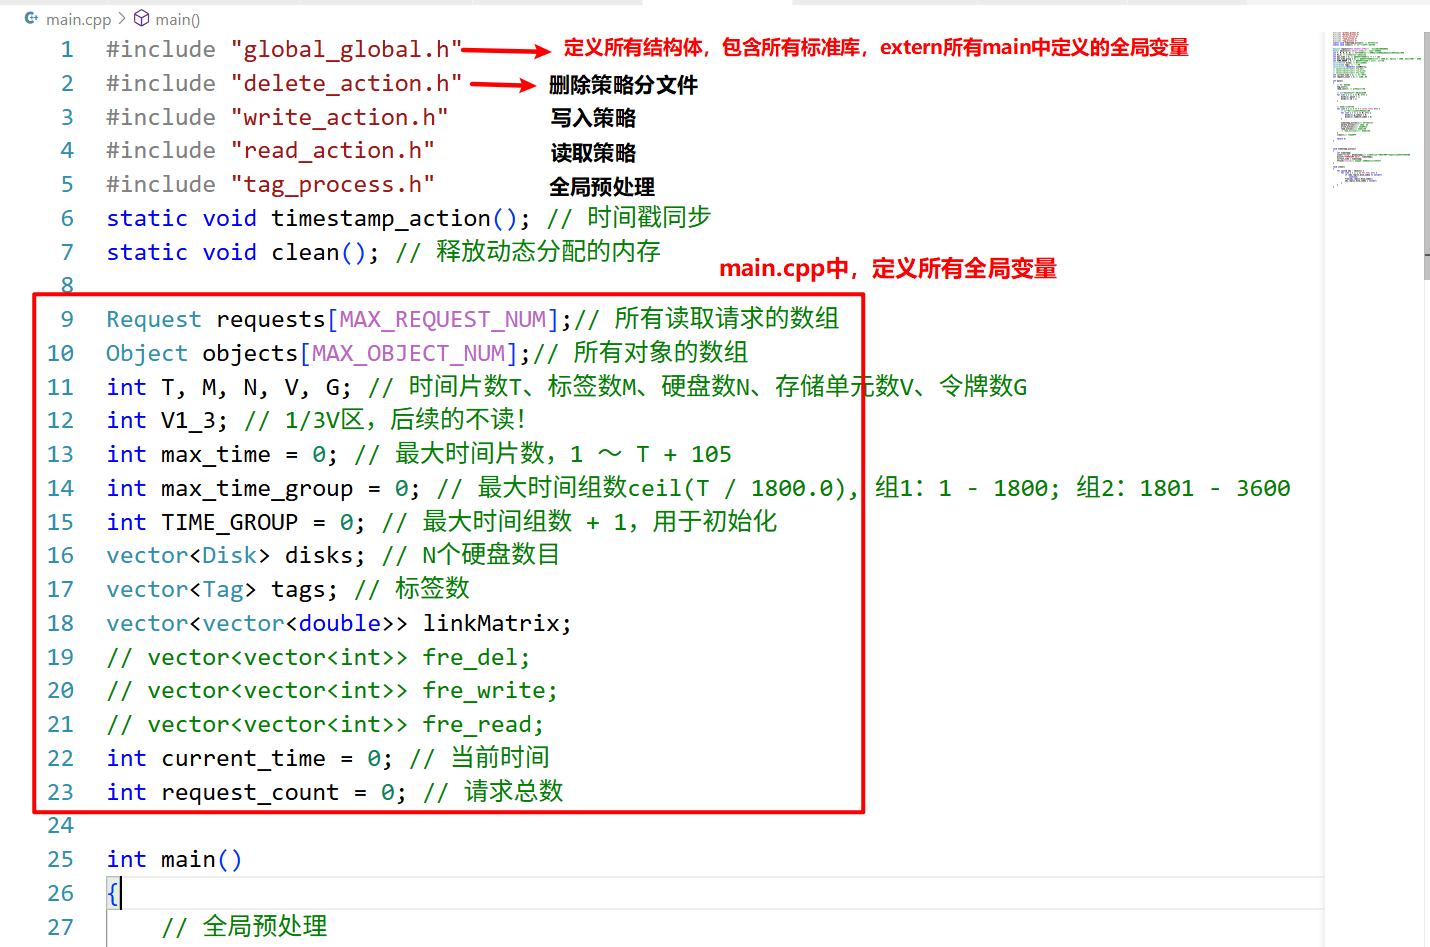 main.cpp > main()
1 #include "global_global.h" 定义所有结构体，包含所有标准库，extern所有main中定义的全局变量
2 #include "delete_action.h" 删除策略分文件
3 #include "write_action.h" 写入策略
4 #include "read_action.h" 读取策略
5 #include "tag_process.h" 全局预处理
6 static void timestamp_action(); // 时间戳同步
7 static void clean(); // 释放动态分配的内存
main.cpp中，定义所有全局变量
8
9 Request requests[MAX_REQUEST_NUM];// 所有读取请求的数组
10 Object objects[MAX_OBJECT_NUM];// 所有对象的数组
11 int T, M, N, V, G; // 时间片数T、标签数M、硬盘数N、存储单元数V、令牌数G
12 int V1_3; // 1/3V区，后续的不读！
13 int max_time = 0; // 最大时间片数，1 ～ T + 105
14 int max_time_group = 0; // 最大时间组数ceil(T / 1800.0), 组1：1 - 1800; 组2：1801 - 3600
15 int TIME_GROUP = 0; // 最大时间组数 + 1，用于初始化
16 vector<Disk> disks; // N个硬盘数目
17 vector<Tag> tags; // 标签数
18 vector<vector<double>> linkMatrix;
19 // vector<vector<int>> fre_del;
20 // vector<vector<int>> fre_write;
21 // vector<vector<int>> fre_read;
22 int current_time = 0; // 当前时间
23 int request_count = 0; // 请求总数
24
25 int main()
26 {
27 // 全局预处理